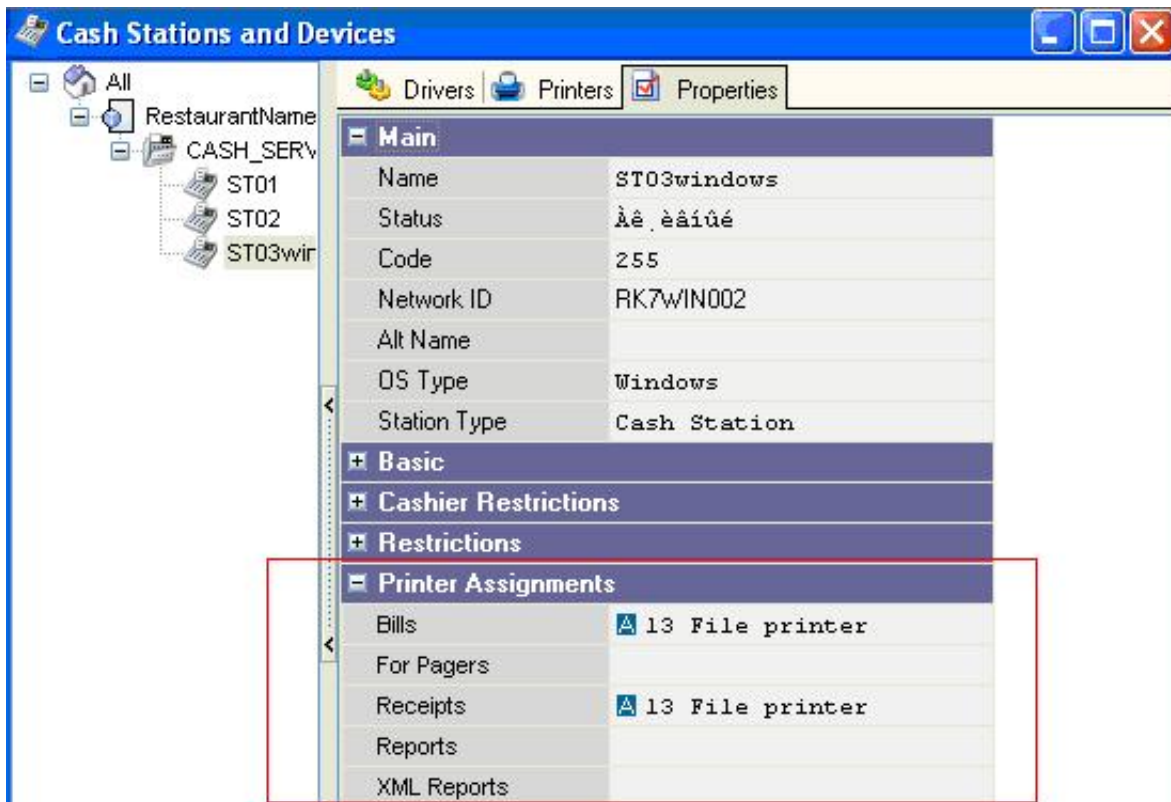 Cash Stations and Devices
All
RestaurantName
CASH_SERV
ST01
ST02
ST03wir
Drivers Printers Properties
Main
Name ST03windows
Status Àê¸èâíûé
Code 255
Network ID RK7WIN002
Alt Name
OS Type Windows
Station Type Cash Station
Basic
Cashier Restrictions
Restrictions
Printer Assignments
Bills A 13 File printer
For Pagers
Receipts A 13 File printer
Reports
XML Reports